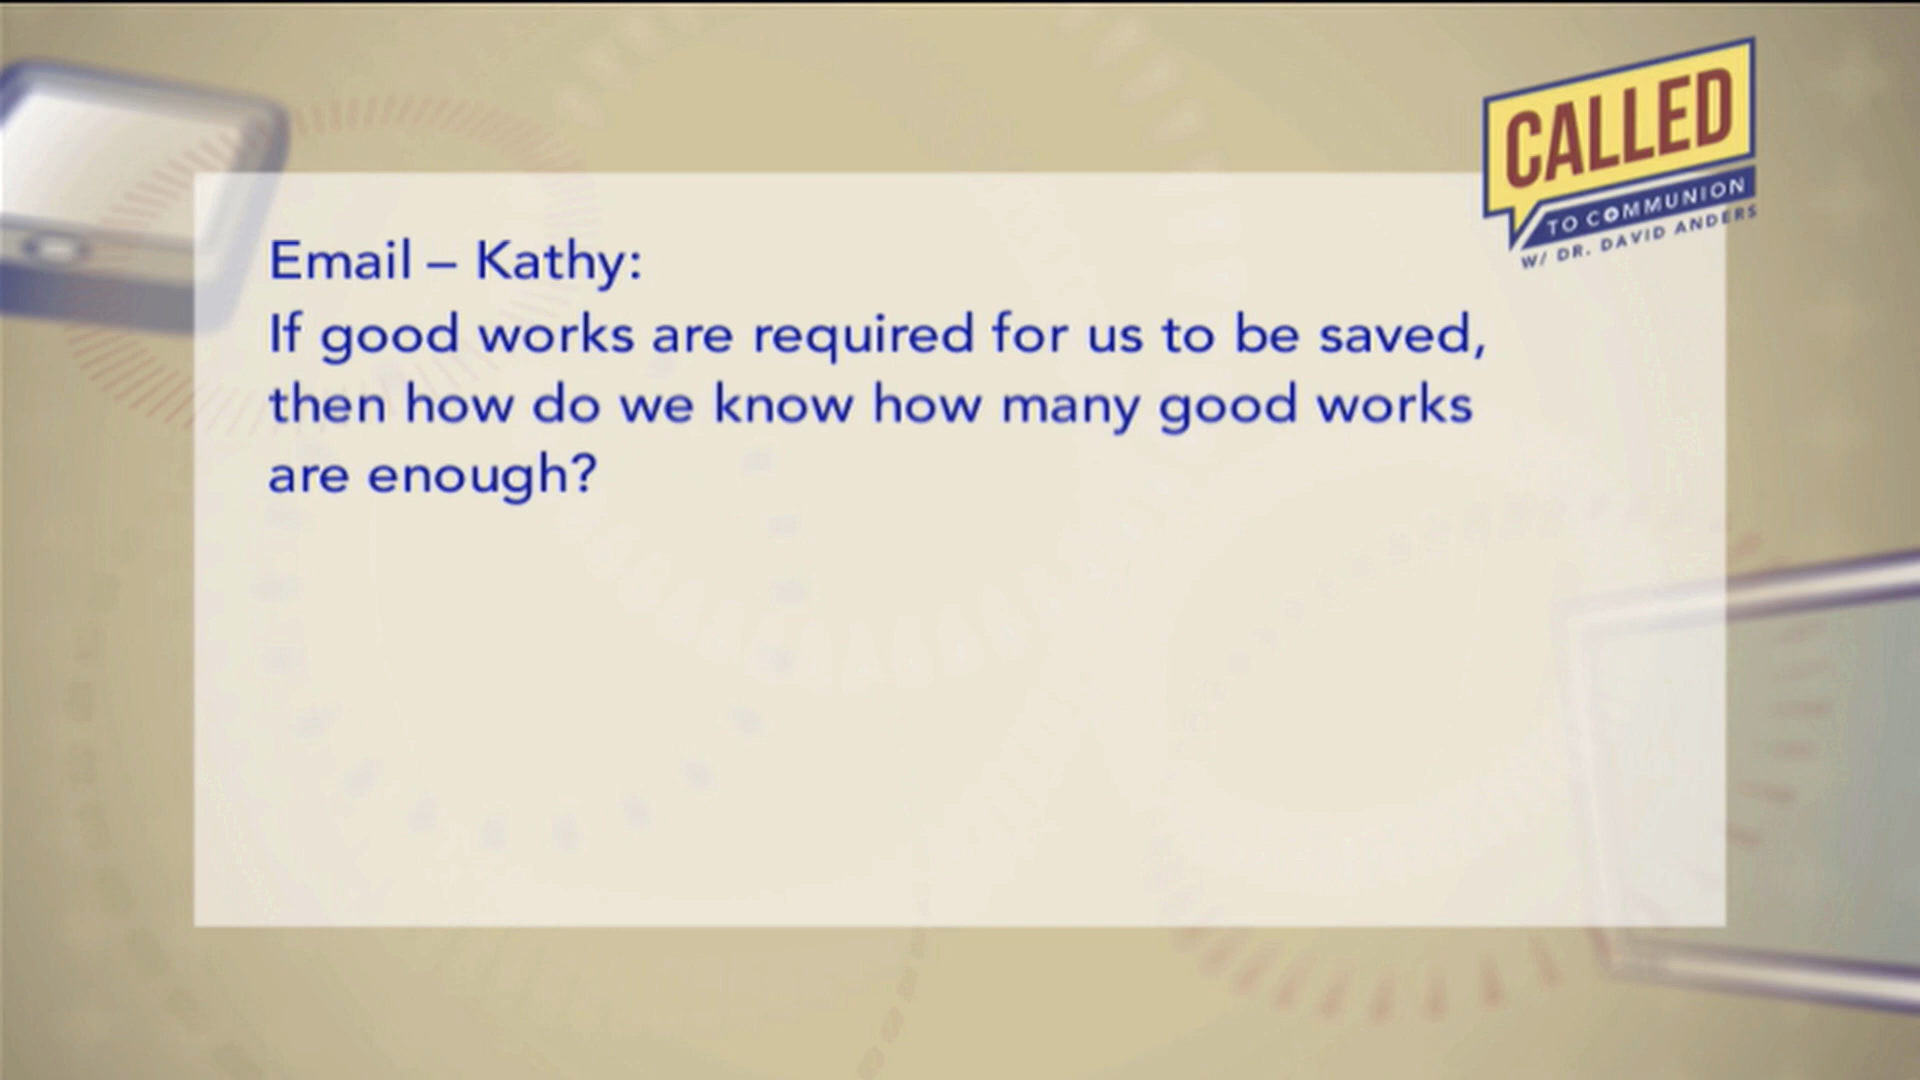 CALLED
TO COMMUNION
W/ DR. DAVID ANDERS
Email – Kathy:
If good works are required for us to be saved,
then how do we know how many good works
are enough?